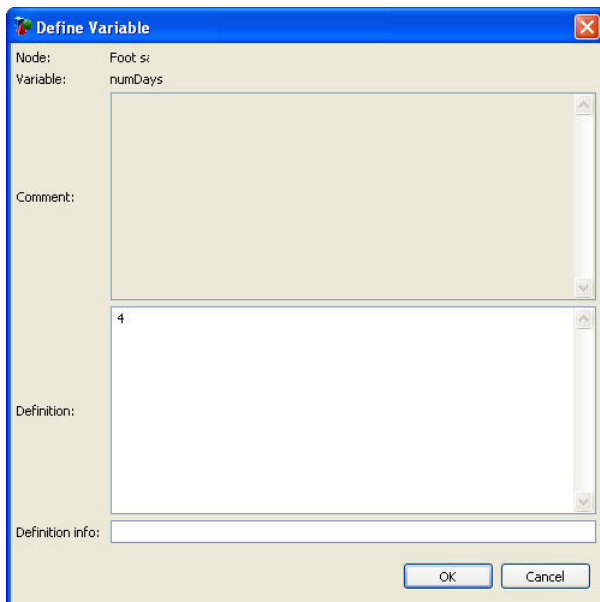 Define Variable
Node: Foot
Variable: numDays
Comment:
4
Definition:
Definition info:
OK Cancel